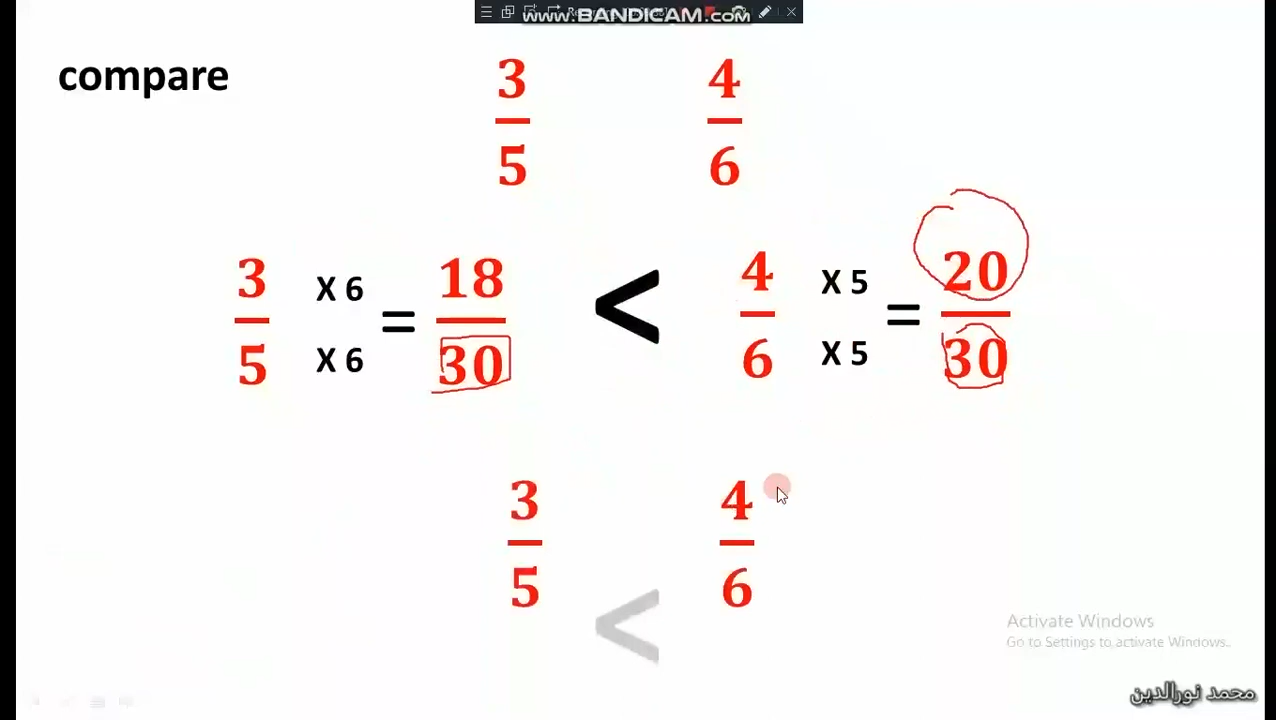 www.BANDICAM.com
compare
3/5 4/6
3/5 X 6 / X 6 = 18/30 < 4/6 X 5 / X 5 = 20/30
3/5 < 4/6
Activate Windows
Go to Settings to activate Windows.
محمد نورالدين